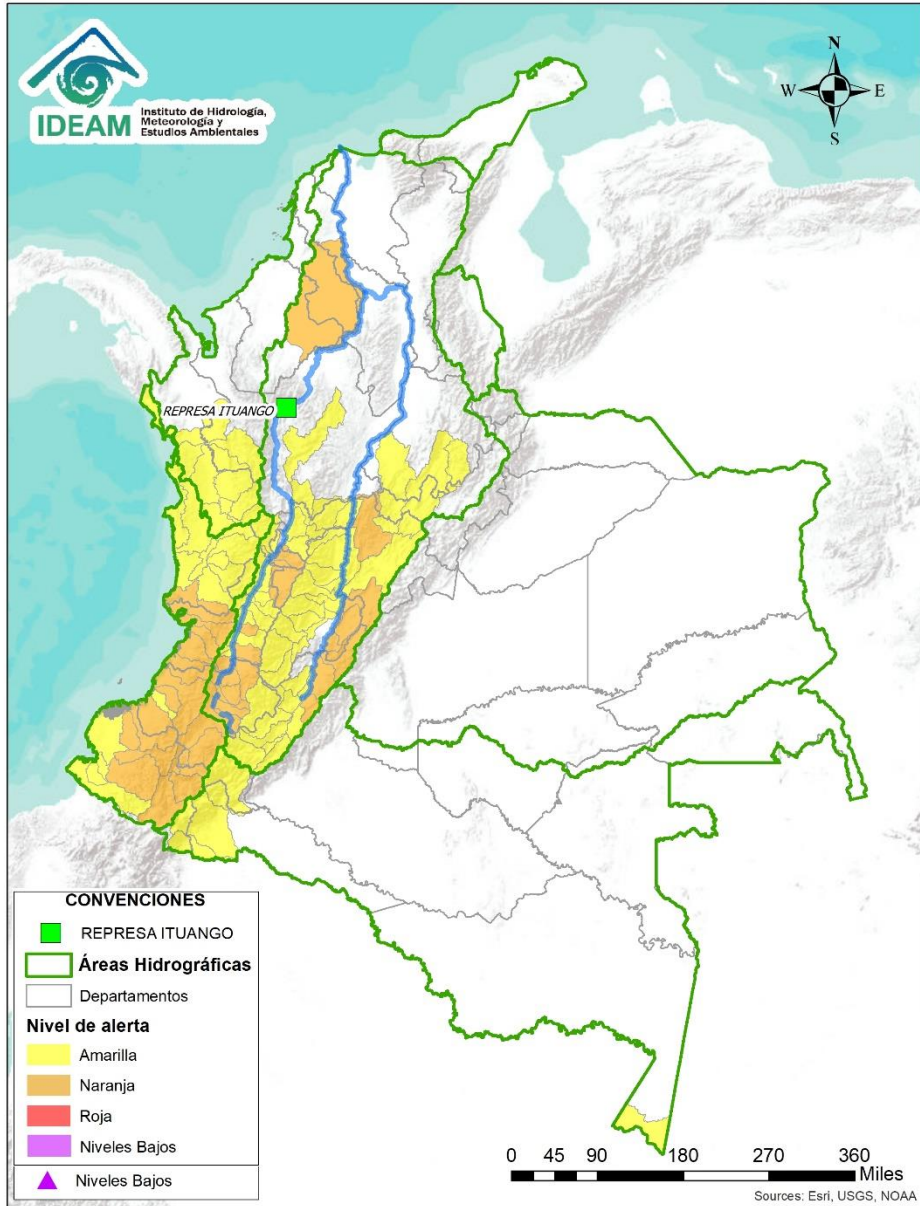 IDEAM
Instituto de Hidrología,
Meteorología y
Estudios Ambientales
N
W
E
S
REPRESA ITUANGO
CONVENCIONES
REPRESA ITUANGO
Áreas Hidrográficas
Departamentos
Nivel de alerta
Amarilla
Naranja
Roja
Niveles Bajos
Niveles Bajos
0 45 90 180 270 360
Miles
Sources: Esri, USGS, NOAA